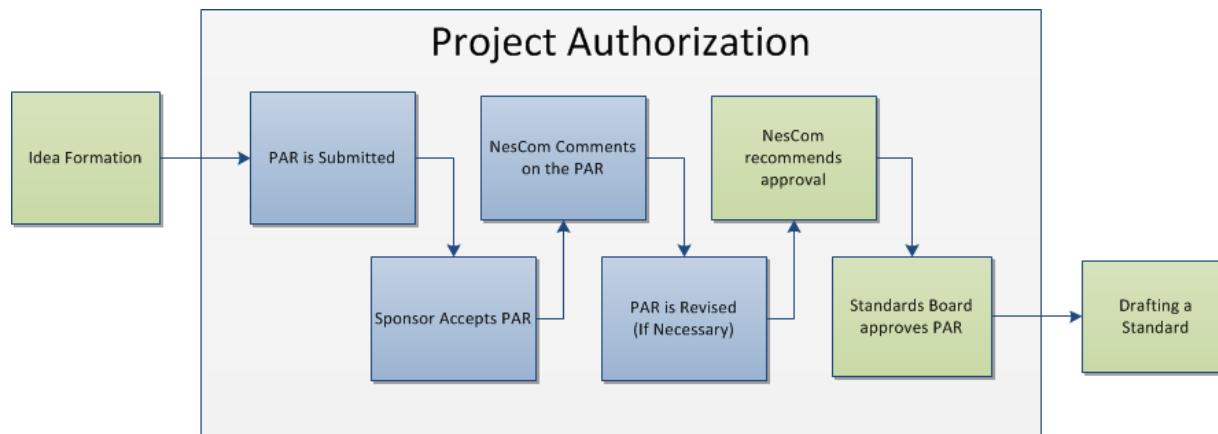 Project Authorization
Idea Formation
PAR is Submitted
Sponsor Accepts PAR
NesCom Comments
on the PAR
PAR is Revised
(If Necessary)
NesCom
recommends
approval
Standards Board
approves PAR
Drafting a
Standard